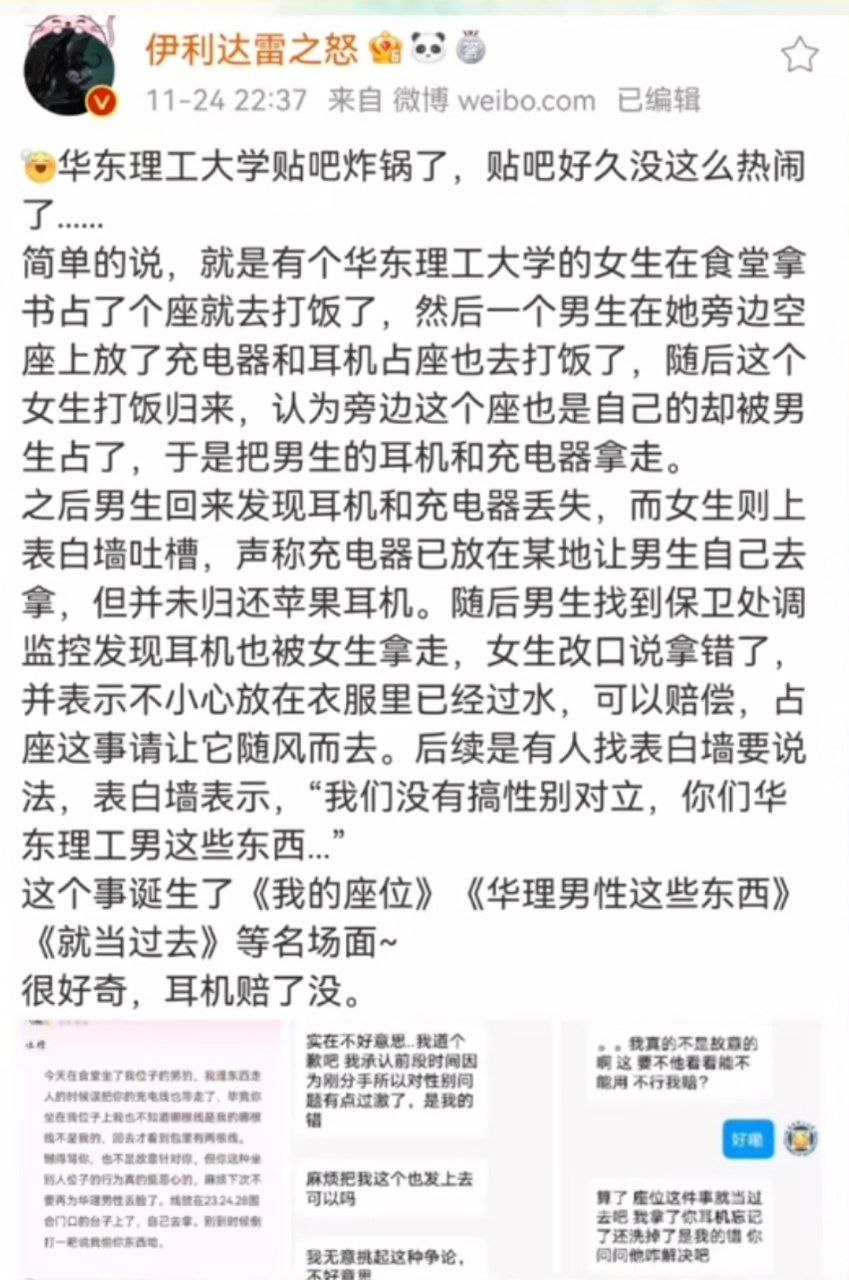 伊利达雷之怒
11-24 22:37 来自 微博 weibo.com 已编辑
华东理工大学贴吧炸锅了，贴吧好久没这么热闹
了......
简单的说，就是有个华东理工大学的女生在食堂拿
书占了个座就去打饭了，然后一个男生在她旁边空
座上放了充电器和耳机占座也去打饭了，随后这个
女生打饭归来，认为旁边这个座也是自己的却被男
生占了，于是把男生的耳机和充电器拿走。
之后男生回来发现耳机和充电器丢失，而女生则上
表白墙吐槽，声称充电器已放在某地让男生自己去
拿，但并未归还苹果耳机。随后男生找到保卫处调
监控发现耳机也被女生拿走，女生改口说拿错了，
并表示不小心放在衣服里已经过水，可以赔偿，占
座这事请让它随风而去。后续是有人找表白墙要说
法，表白墙表示，“我们没有搞性别对立，你们华
东理工男这些东西...”
这个事诞生了《我的座位》《华理男性这些东西》
《就当过去》等名场面~
很好奇，耳机赔了没。
吐槽
今天在食堂坐了我位子的男的，我理东西走
人的时候误把你的充电线也带走了，毕竟你
坐在我位子上我也不知道哪根线是我的哪根
线不是我的，回去才看到包里有两根线。
懒得骂你，也不是故意针对你，但你这种坐
别人位子的行为真的挺恶心的，麻烦下次不
要再为华理男性丢脸了。线放在23.24.28图
合门口的台子上了，自己去拿。别到时候倒
打一耙说我偷你东西哈。
实在不好意思..我道个
歉吧 我承认前段时间因
为刚分手所以对性别问
题有点过激了，是我的
错
麻烦把我这个也发上去
可以吗
我无意挑起这种争论，
不好意思
。。我真的不是故意的
啊 这 要不他看看能不
能用 不行我赔？
好嘞
算了 座位这件事就当过
去吧 我拿了你耳机忘记
了还洗掉了是我的错 你
问问他咋解决吧